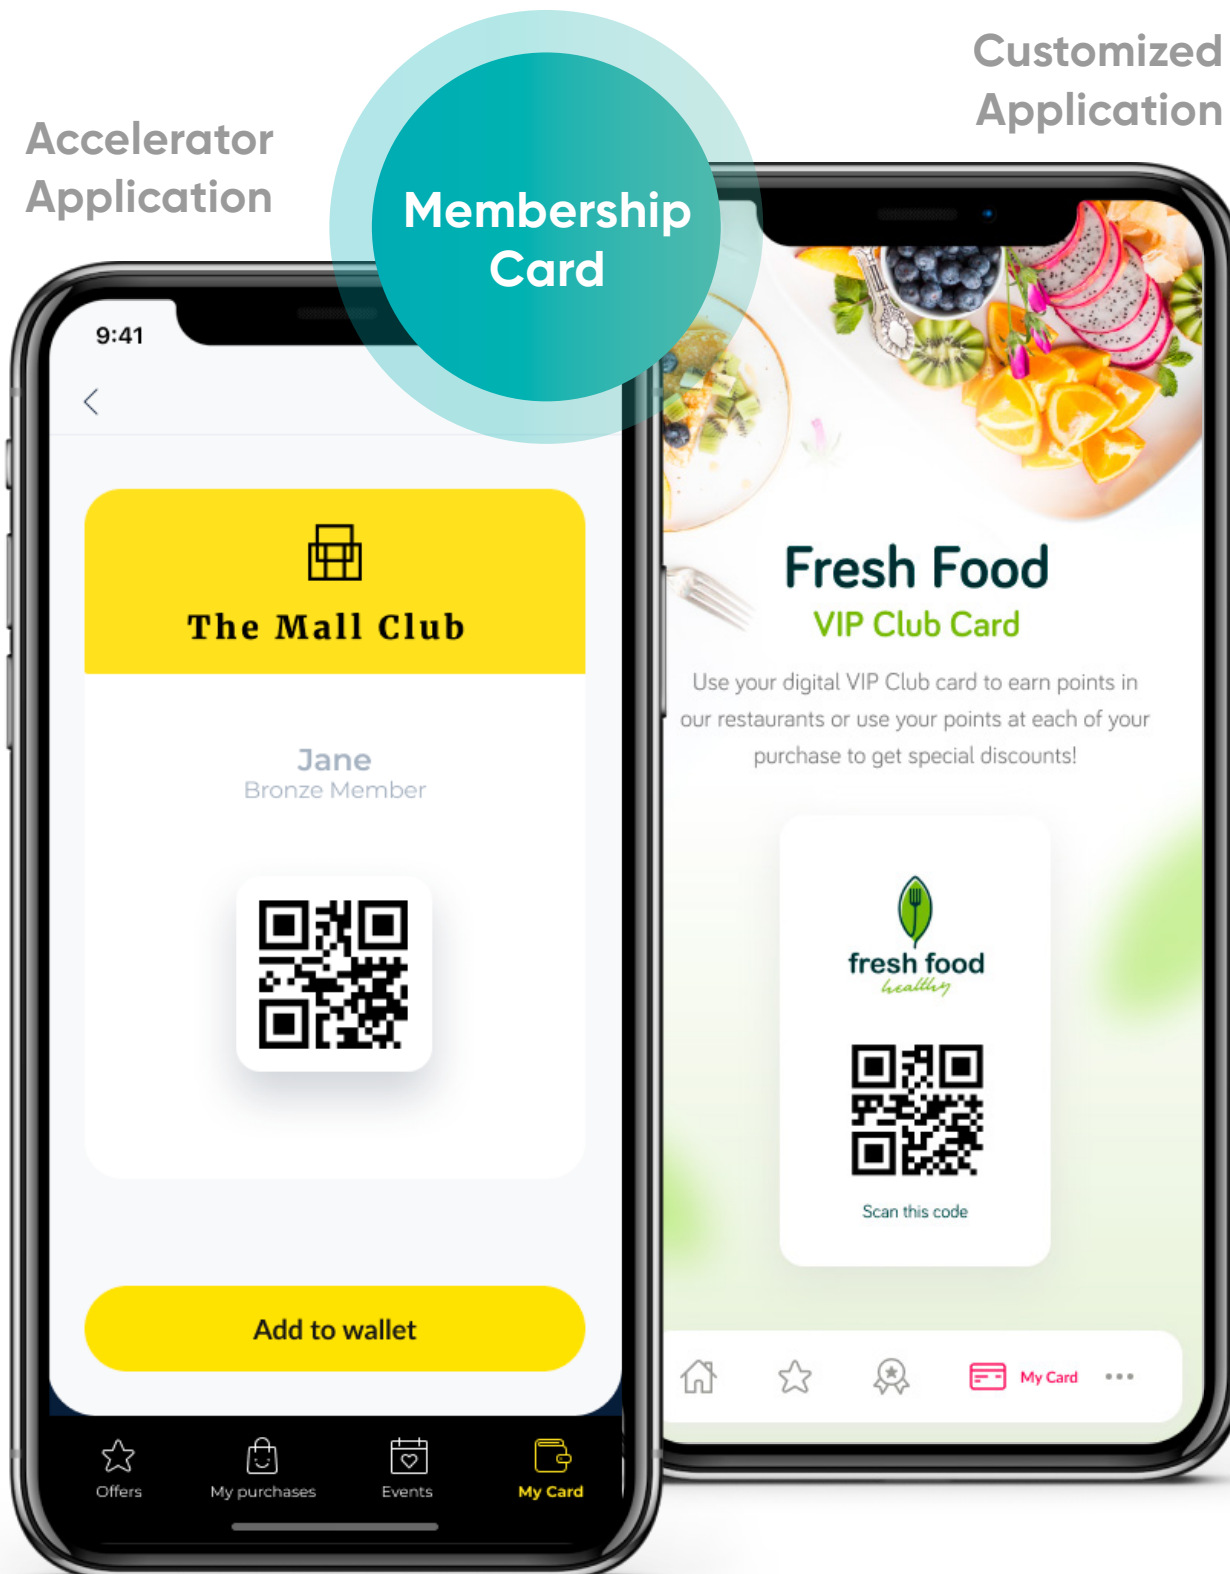 Customized
Application
Accelerator
Application
Membership
Card
9:41
The Mall Club
Jane
Bronze Member
Add to wallet
Offers
My purchases
Events
My Card
Fresh Food
VIP Club Card
Use your digital VIP Club card to earn points in
our restaurants or use your points at each of your
purchase to get special discounts!
fresh food
healthy
Scan this code
My Card